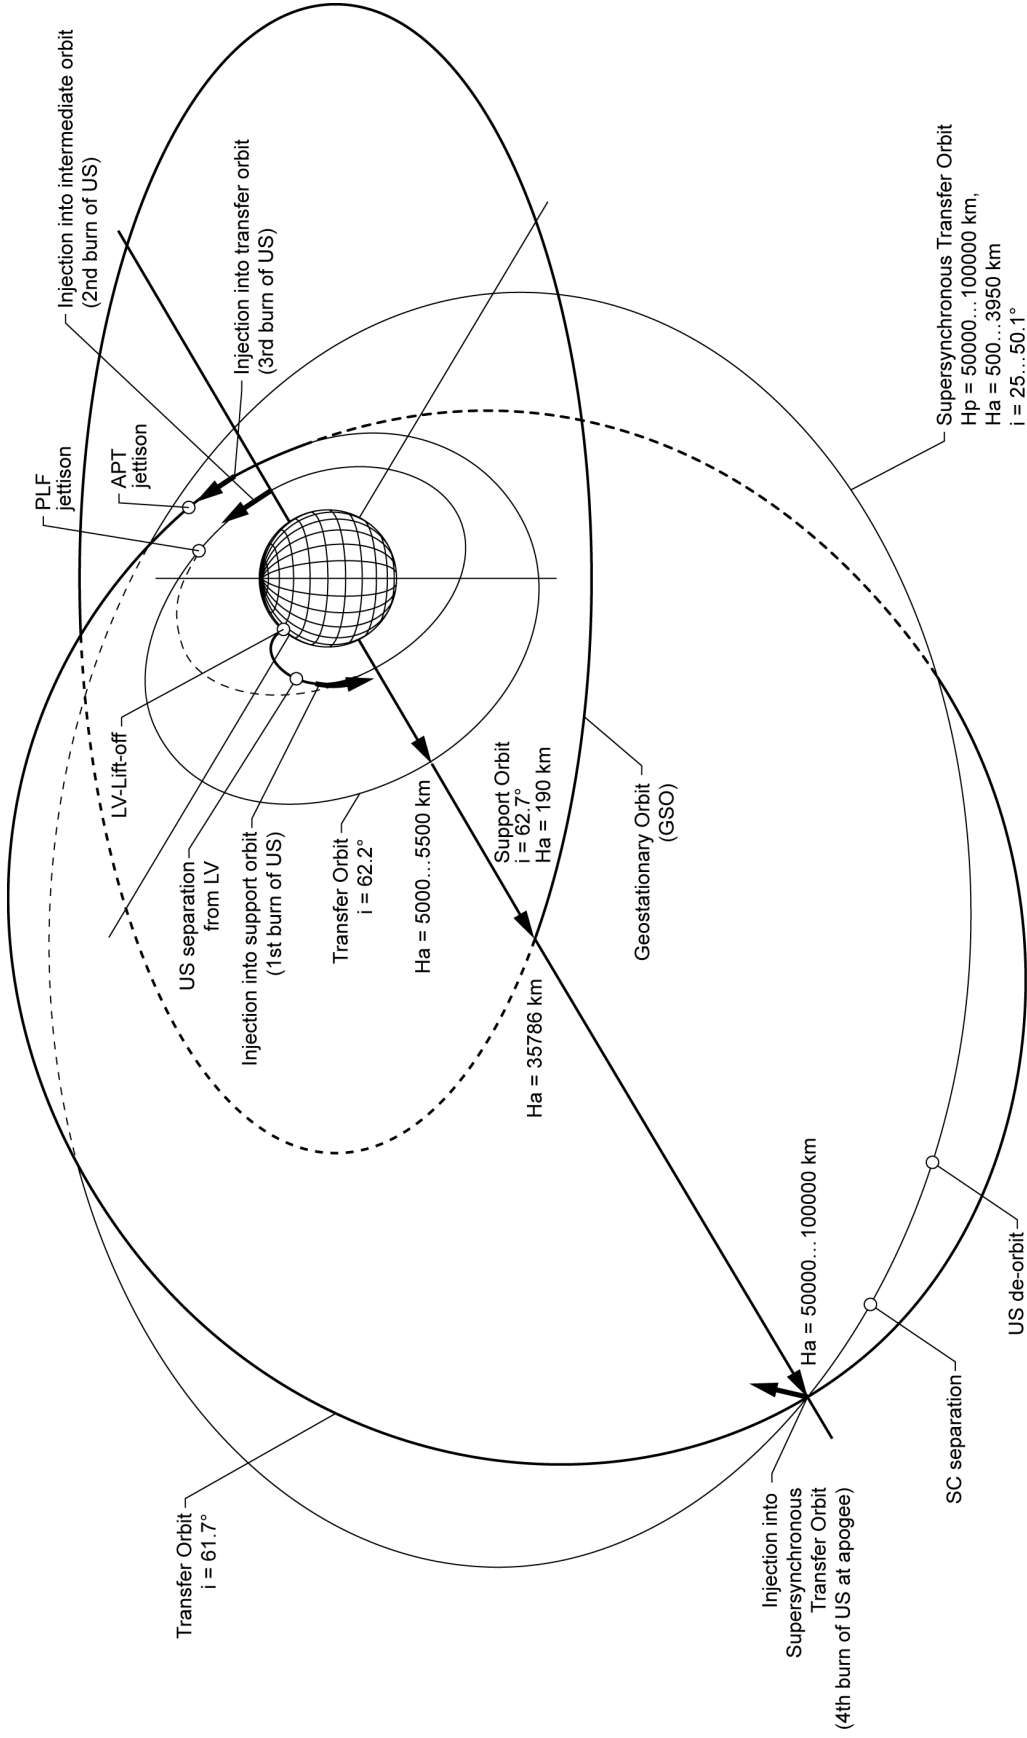 Injection into intermediate orbit
(2nd burn of US)
PLF
jettison
APT
jettison
Injection into transfer orbit
(3rd burn of US)
Supersynchronous Transfer Orbit
Hp = 50000…100000 km,
Ha = 500…3950 km
i = 25…50.1°
LV-Lift-off
US separation
from LV
Injection into support orbit
(1st burn of US)
Transfer Orbit
i = 62.2°
Ha = 5000…5500 km
Support Orbit
i = 62.7°
Ha = 190 km
Geostationary Orbit
(GSO)
Ha = 35786 km
Ha = 50000…100000 km
US de-orbit
SC separation
Transfer Orbit
i = 61.7°
Injection into
Supersynchronous
Transfer Orbit
(4th burn of US at apogee)